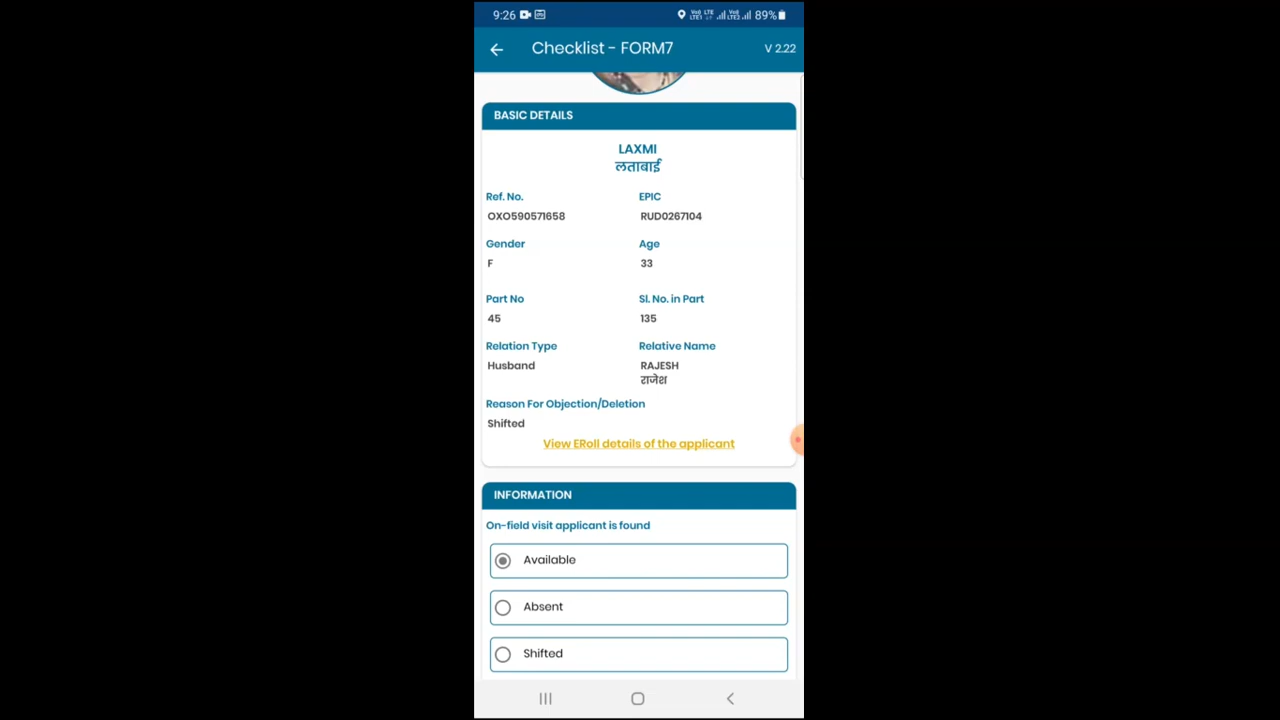 9:26 89%
Checklist - FORM7 V 2.22
BASIC DETAILS
LAXMI
लताबाई
Ref. No. EPIC
OXO590571658 RUD0267104
Gender Age
F 33
Part No Sl. No. in Part
45 135
Relation Type Relative Name
Husband RAJESH
राजेश
Reason For Objection/Deletion
Shifted
View ERoll details of the applicant
INFORMATION
On-field visit applicant is found
Available
Absent
Shifted